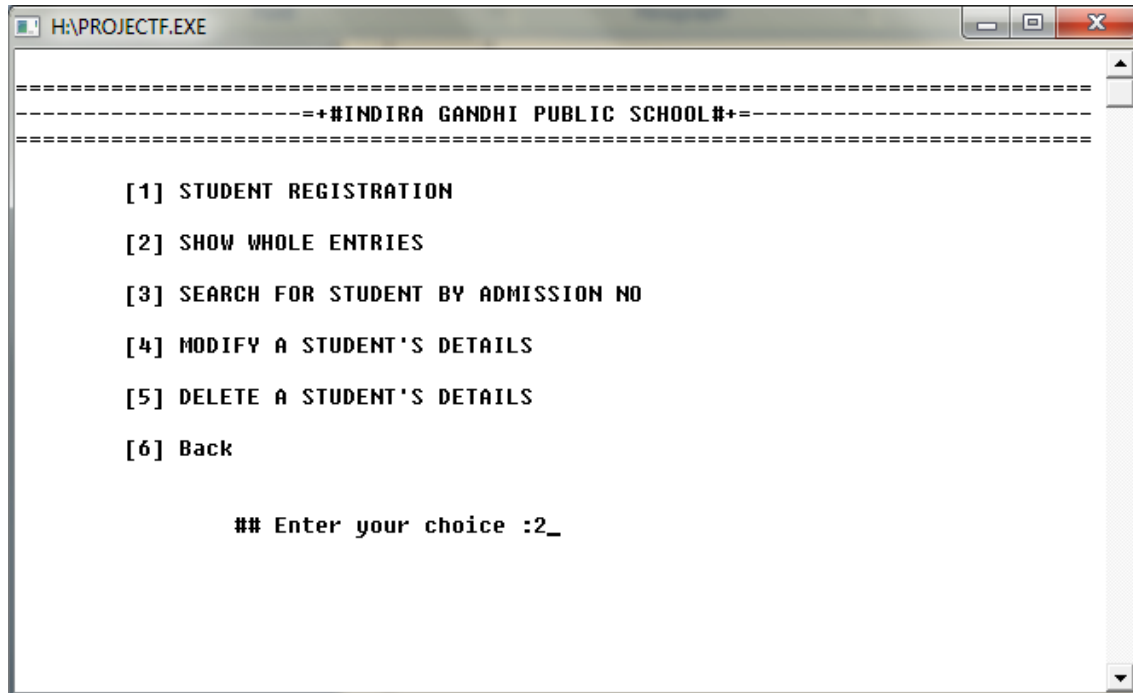 H:\PROJECTF.EXE
===============================================================================
---------------------=+#INDIRA GANDHI PUBLIC SCHOOL#+=-------------------------
===============================================================================
[1] STUDENT REGISTRATION
[2] SHOW WHOLE ENTRIES
[3] SEARCH FOR STUDENT BY ADMISSION NO
[4] MODIFY A STUDENT'S DETAILS
[5] DELETE A STUDENT'S DETAILS
[6] Back
## Enter your choice :2_